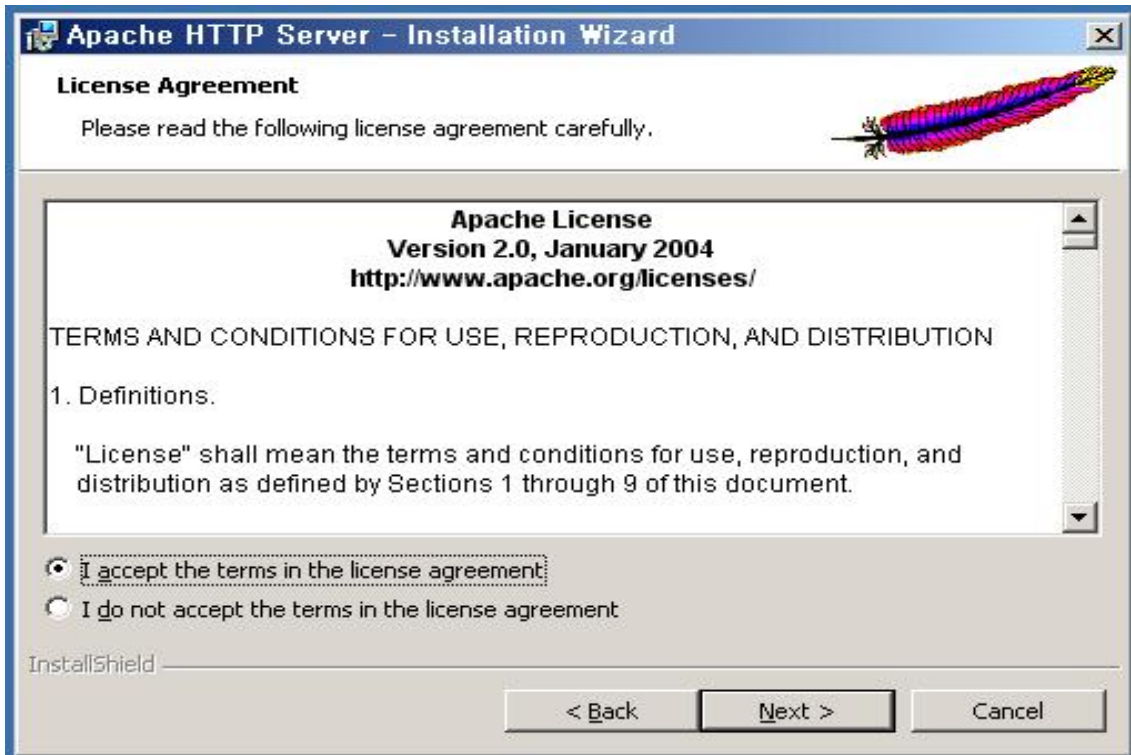 Apache HTTP Server - Installation Wizard
License Agreement
Please read the following license agreement carefully.
Apache License
Version 2.0, January 2004
http://www.apache.org/licenses/
TERMS AND CONDITIONS FOR USE, REPRODUCTION, AND DISTRIBUTION
1. Definitions.
"License" shall mean the terms and conditions for use, reproduction, and
distribution as defined by Sections 1 through 9 of this document.
I accept the terms in the license agreement
I do not accept the terms in the license agreement
InstallShield
< Back Next > Cancel